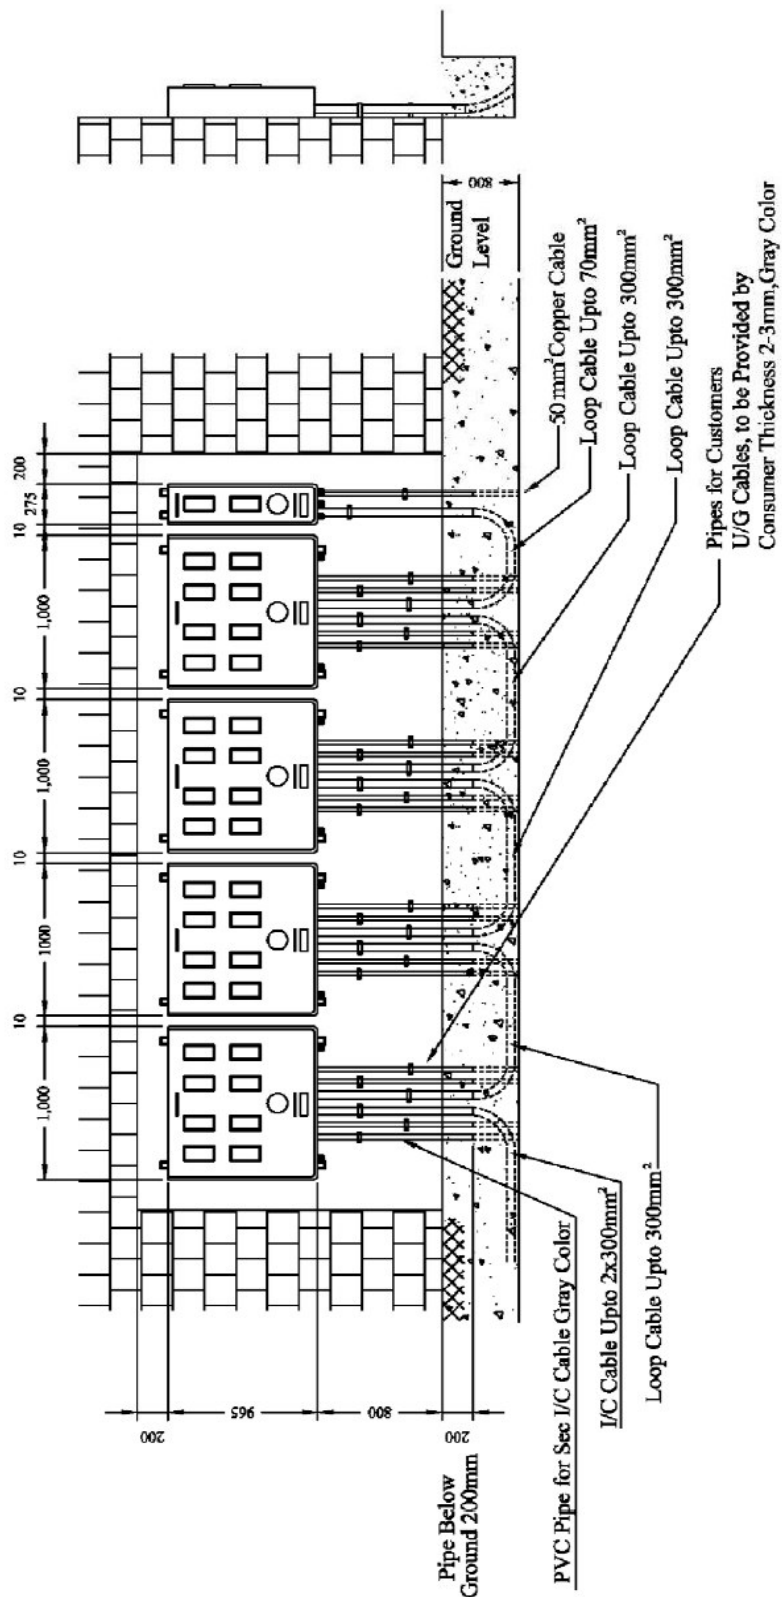 1,000
10
1000
10
1,000
10
1,000
10
275
200
200
965
800
200
800
Ground
Level
Pipe Below
Ground 200mm
PVC Pipe for Sec I/C Cable Gray Color
I/C Cable Upto 2x300mm²
Loop Cable Upto 300mm²
50 mm² Copper Cable
Loop Cable Upto 70mm²
Loop Cable Upto 300mm²
Loop Cable Upto 300mm²
Pipes for Customers
U/G Cables, to be Provided by
Consumer Thickness 2-3mm,Gray Color